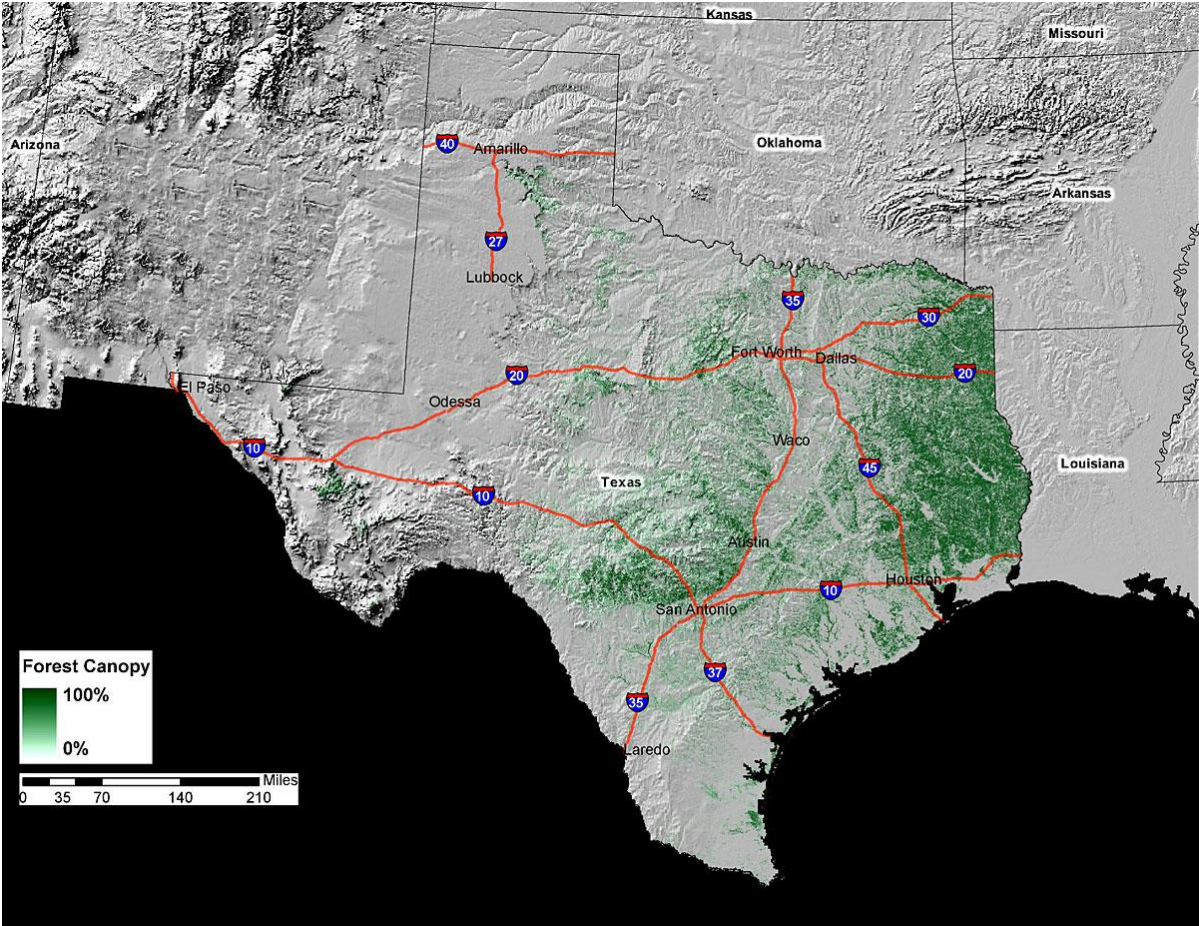 Kansas
Missouri
Arizona
Oklahoma
Arkansas
40
Amarillo
27
Lubbock
35
30
Fort Worth
Dallas
20
20
El Paso
Odessa
10
Waco
45
Louisiana
Texas
10
Austin
Houston
10
San Antonio
37
35
Laredo
Forest Canopy
100%
0%
Miles
0 35 70 140 210